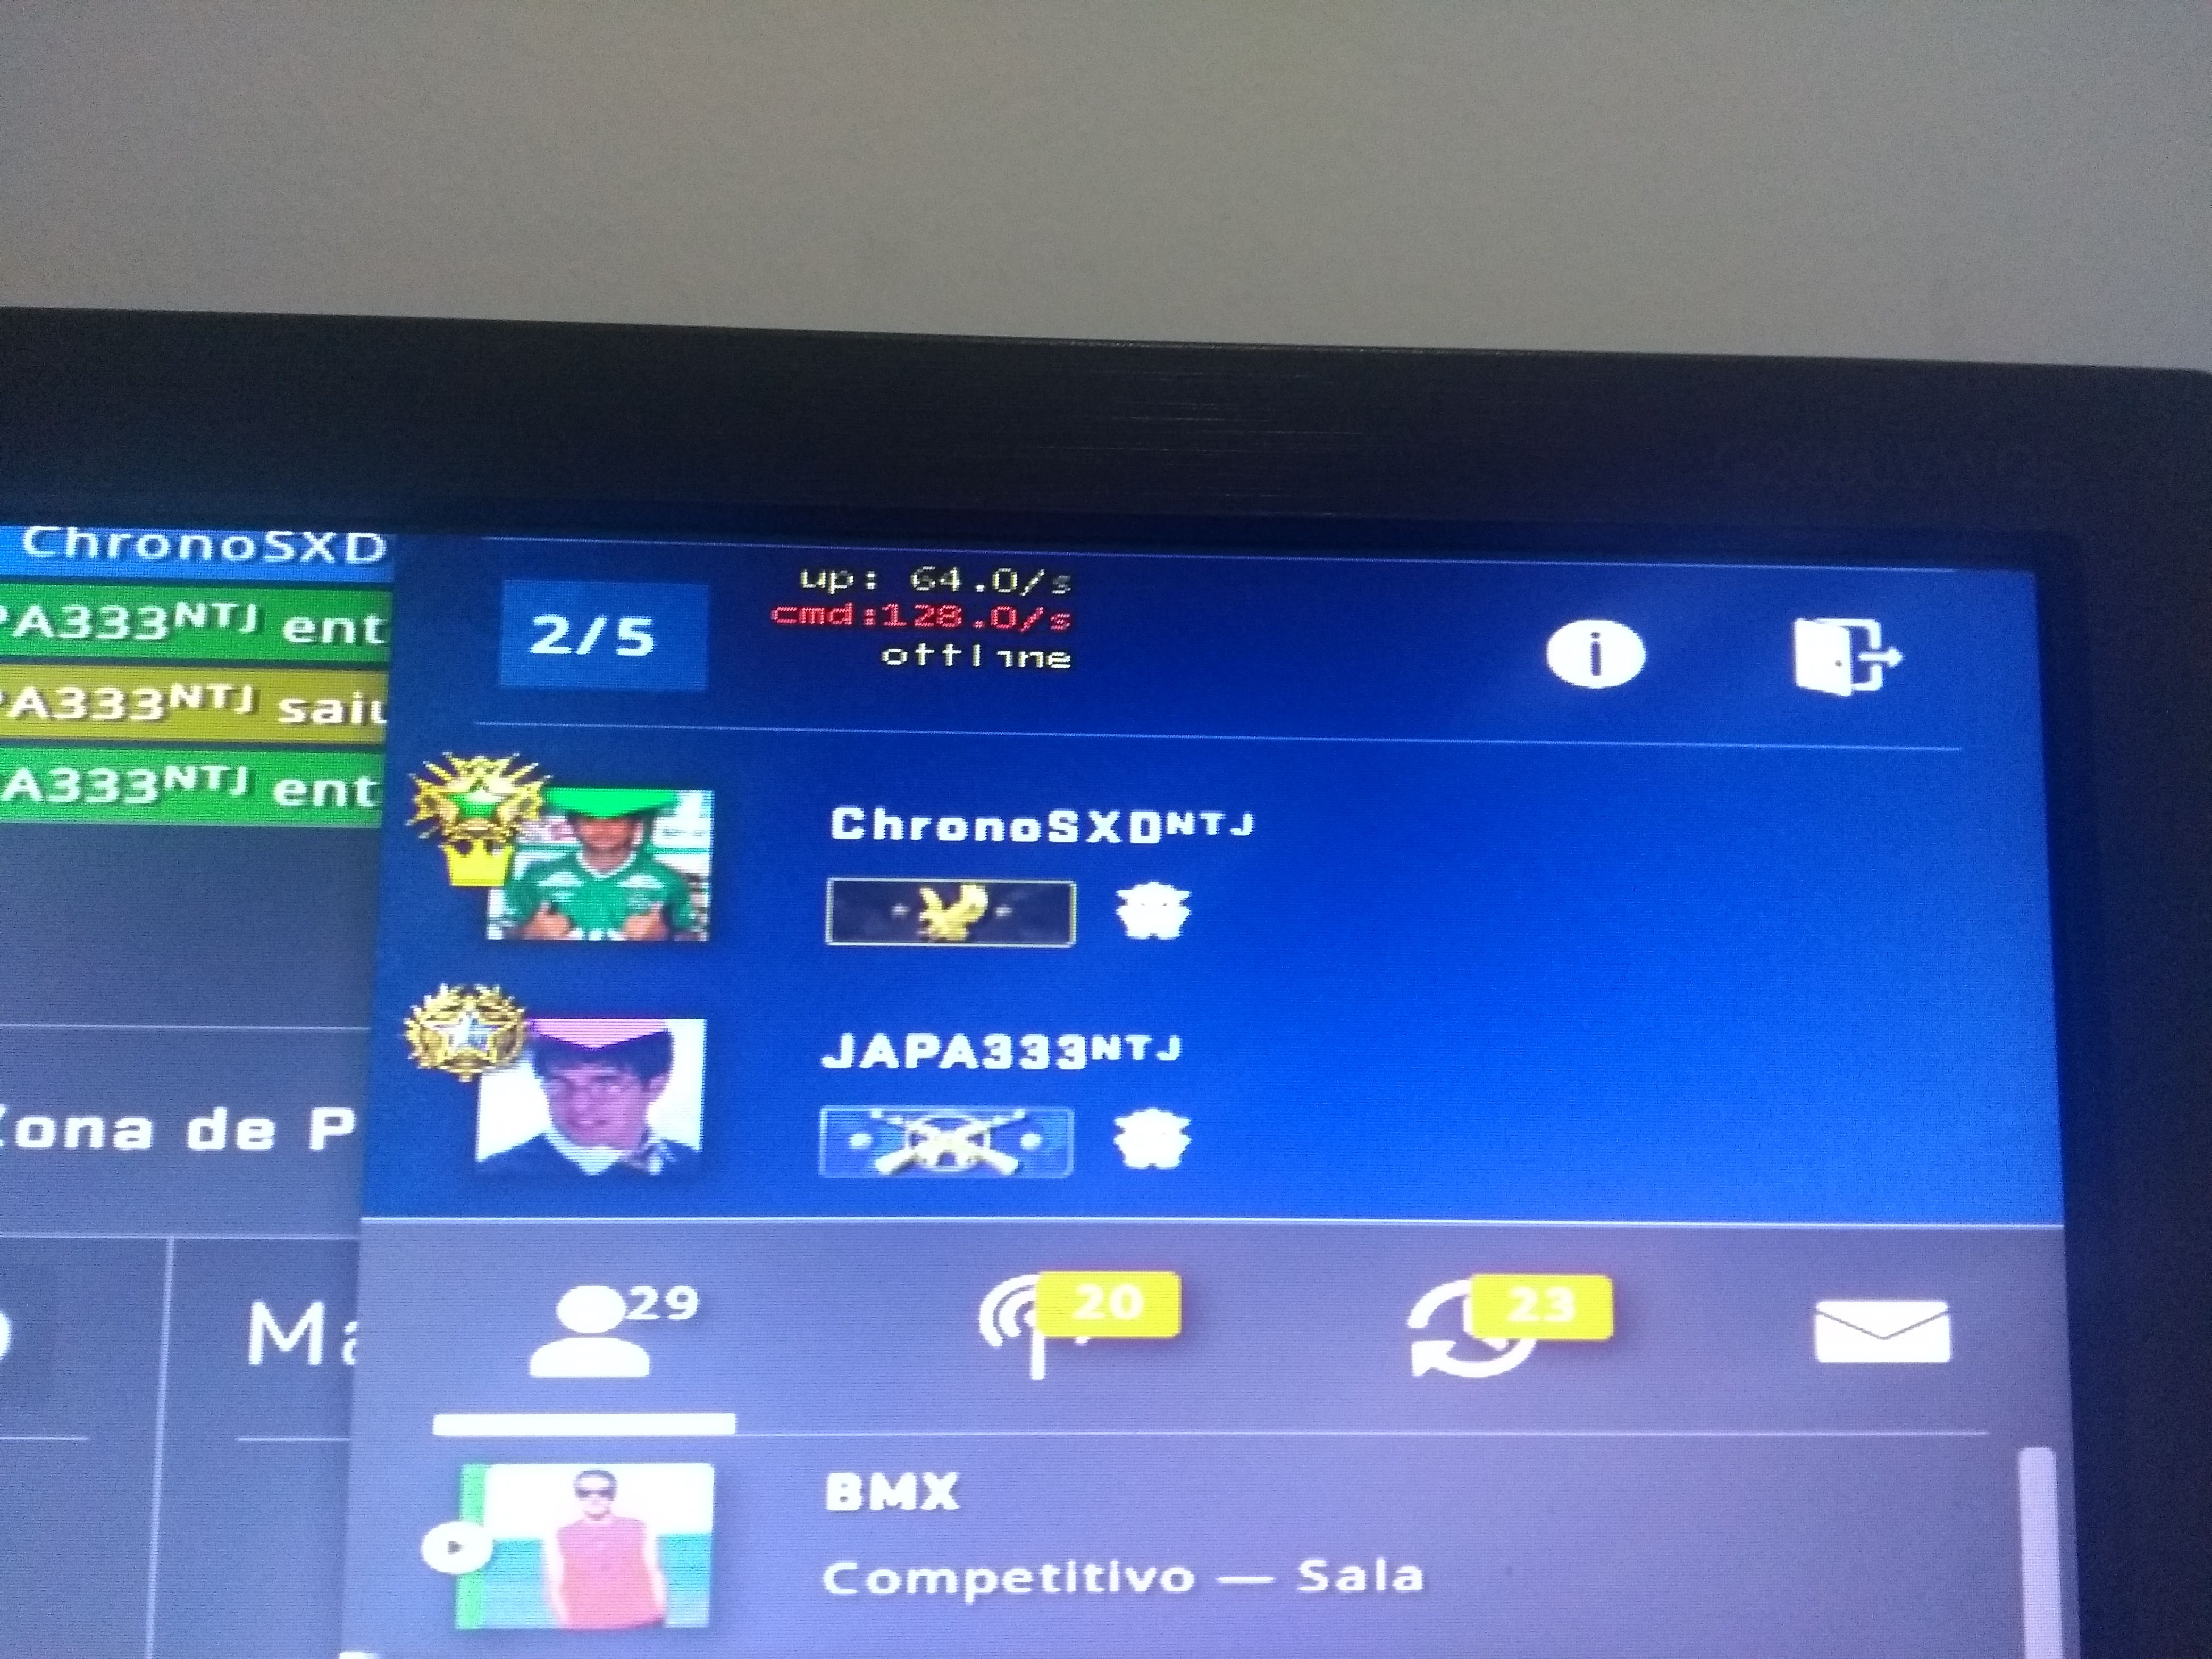 ChronoSXD
PA333ᴺᵀᴶ ent
PA333ᴺᵀᴶ saiu
A333ᴺᵀᴶ ent
up: 64.0/s
cmd:128.0/s
offline
2/5
ChronoSXDᴺᵀᴶ
JAPA333ᴺᵀᴶ
Zona de P
Ma
29
20
23
BMX
Competitivo — Sala